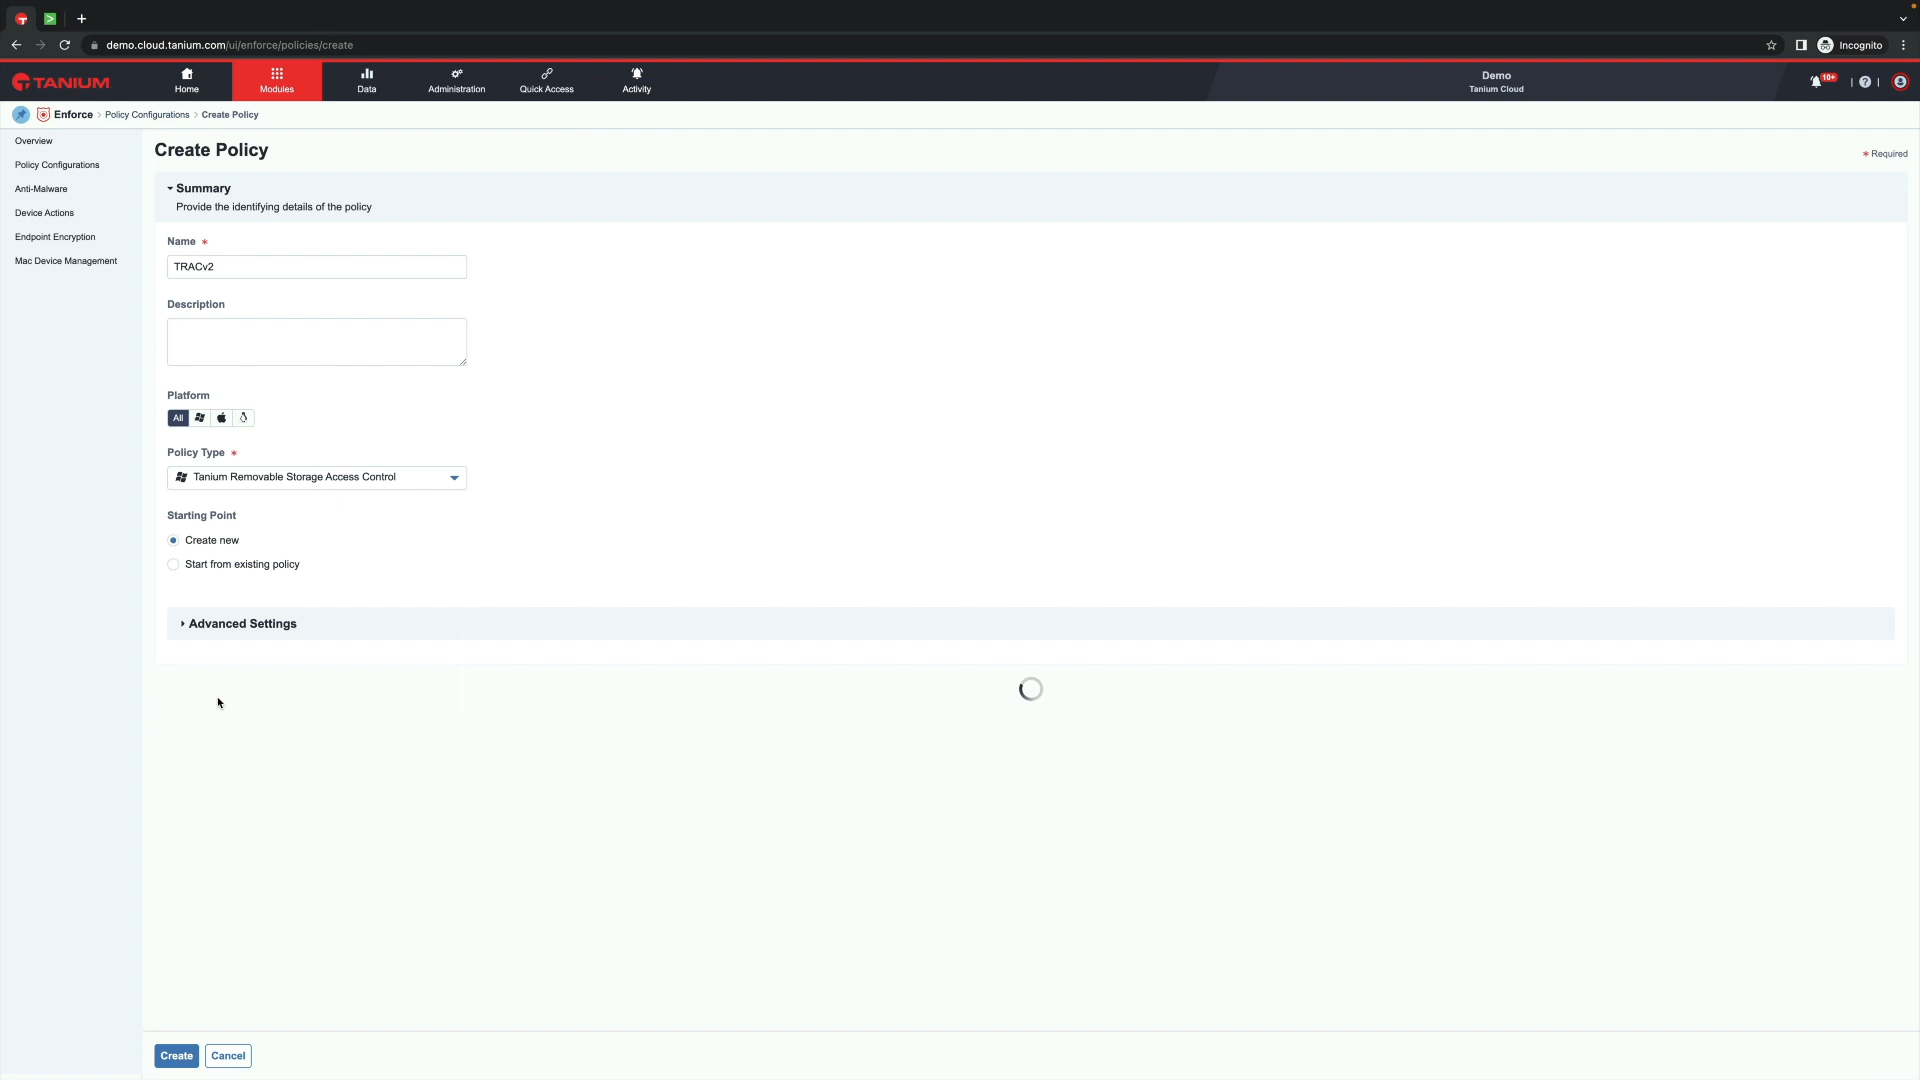 demo.cloud.tanium.com/ui/enforce/policies/create
Incognito
TANIUM
Home
Modules
Data
Administration
Quick Access
Activity
Demo
Tanium Cloud
10+
Enforce > Policy Configurations > Create Policy
Overview
Policy Configurations
Anti-Malware
Device Actions
Endpoint Encryption
Mac Device Management
Create Policy
* Required
Summary
Provide the identifying details of the policy
Name *
TRACv2
Description
Platform
All
Policy Type *
Tanium Removable Storage Access Control
Starting Point
Create new
Start from existing policy
Advanced Settings
Create
Cancel